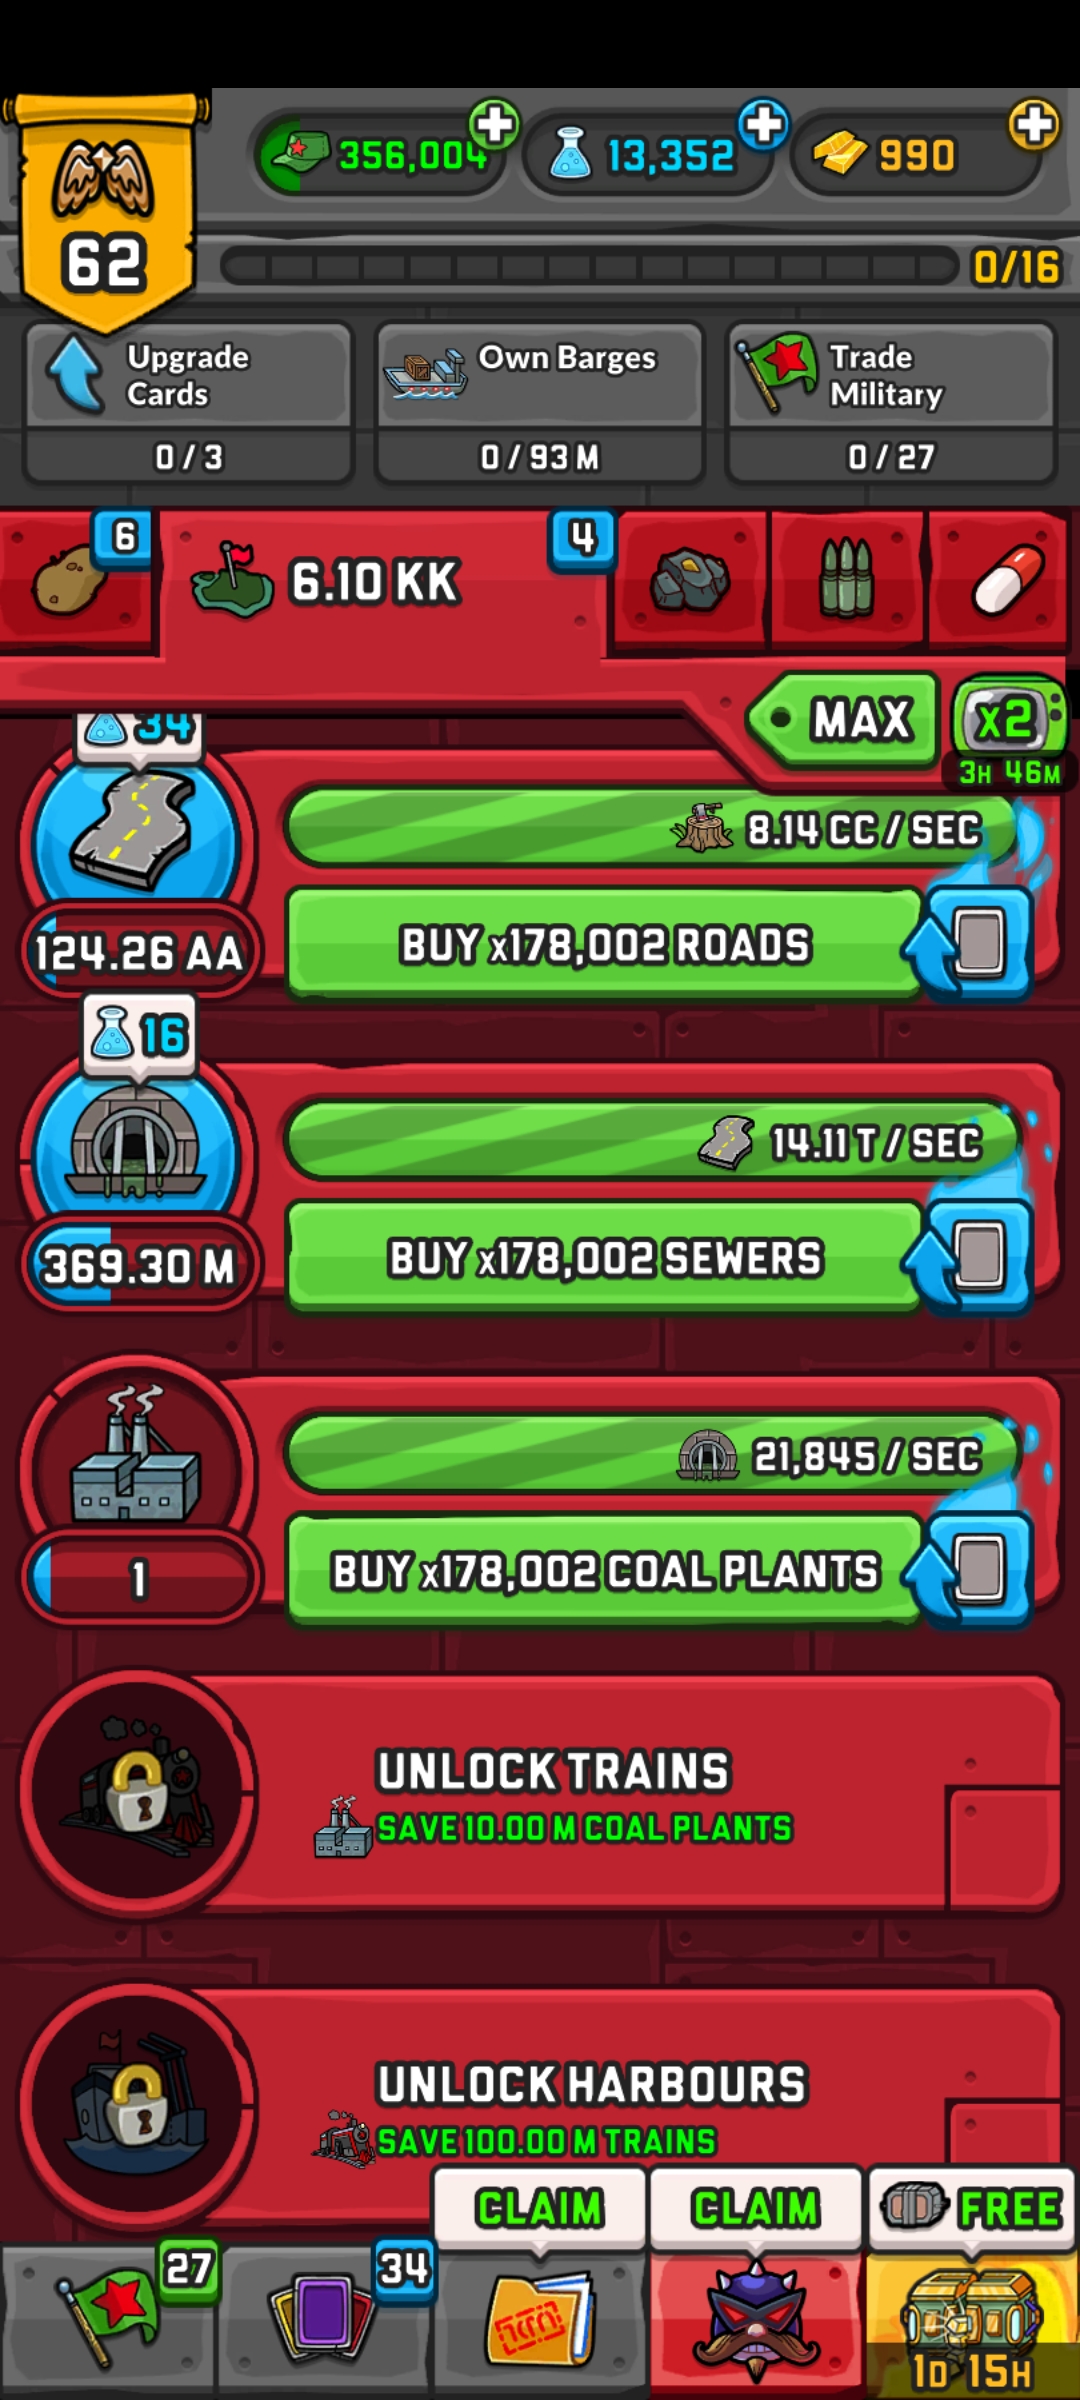 62
356,004
13,352
990
0/16
Upgrade
Cards
0 / 3
Own Barges
0 / 93 M
Trade
Military
0 / 27
6
6.10 KK
4
MAX
x2
3H 46M
34
8.14 CC / SEC
124.26 AA
BUY x178,002 ROADS
16
14.11 T / SEC
369.30 M
BUY x178,002 SEWERS
21,845 / SEC
1
BUY x178,002 COAL PLANTS
UNLOCK TRAINS
SAVE 10.00 M COAL PLANTS
UNLOCK HARBOURS
SAVE 100.00 M TRAINS
CLAIM
CLAIM
FREE
27
34
1D 15H